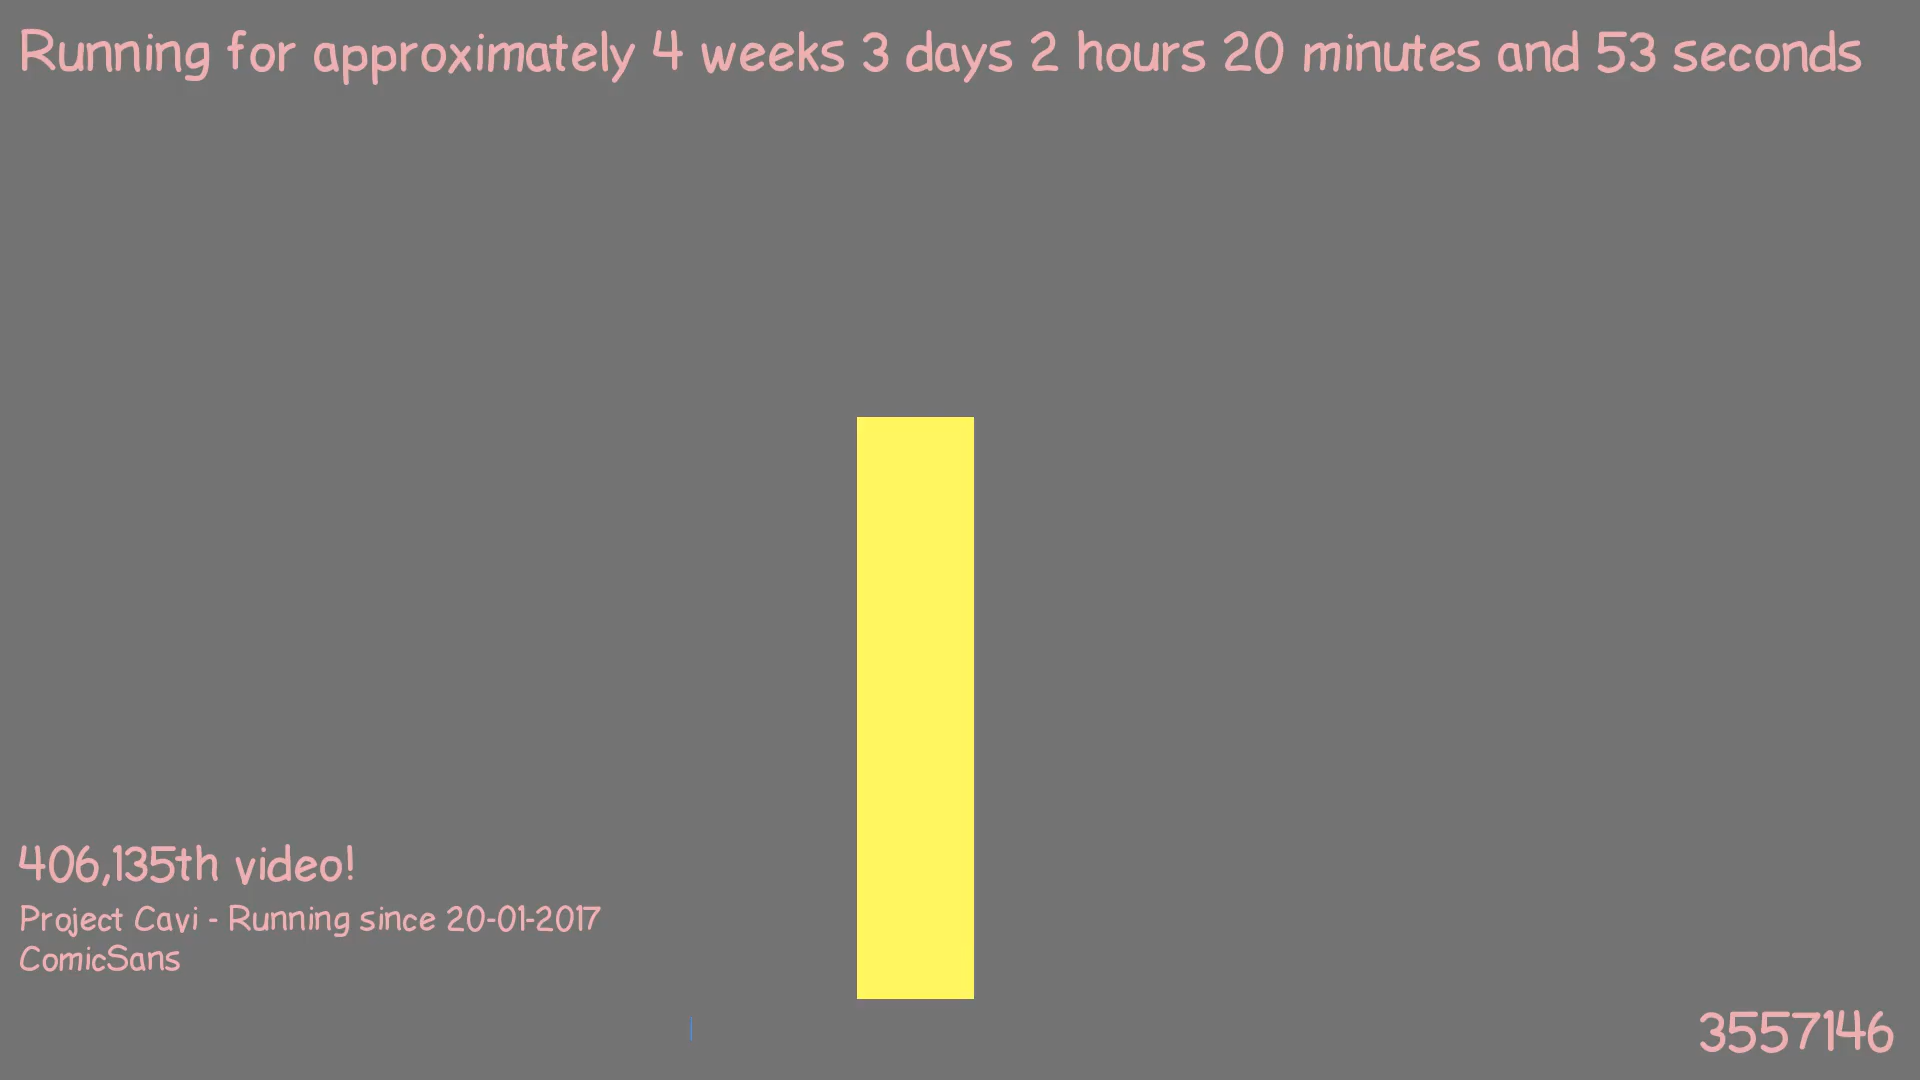 Running for approximately 4 weeks 3 days 2 hours 20 minutes and 53 seconds
406,135th video!
Project Cavi - Running since 20-01-2017
ComicSans
3557146